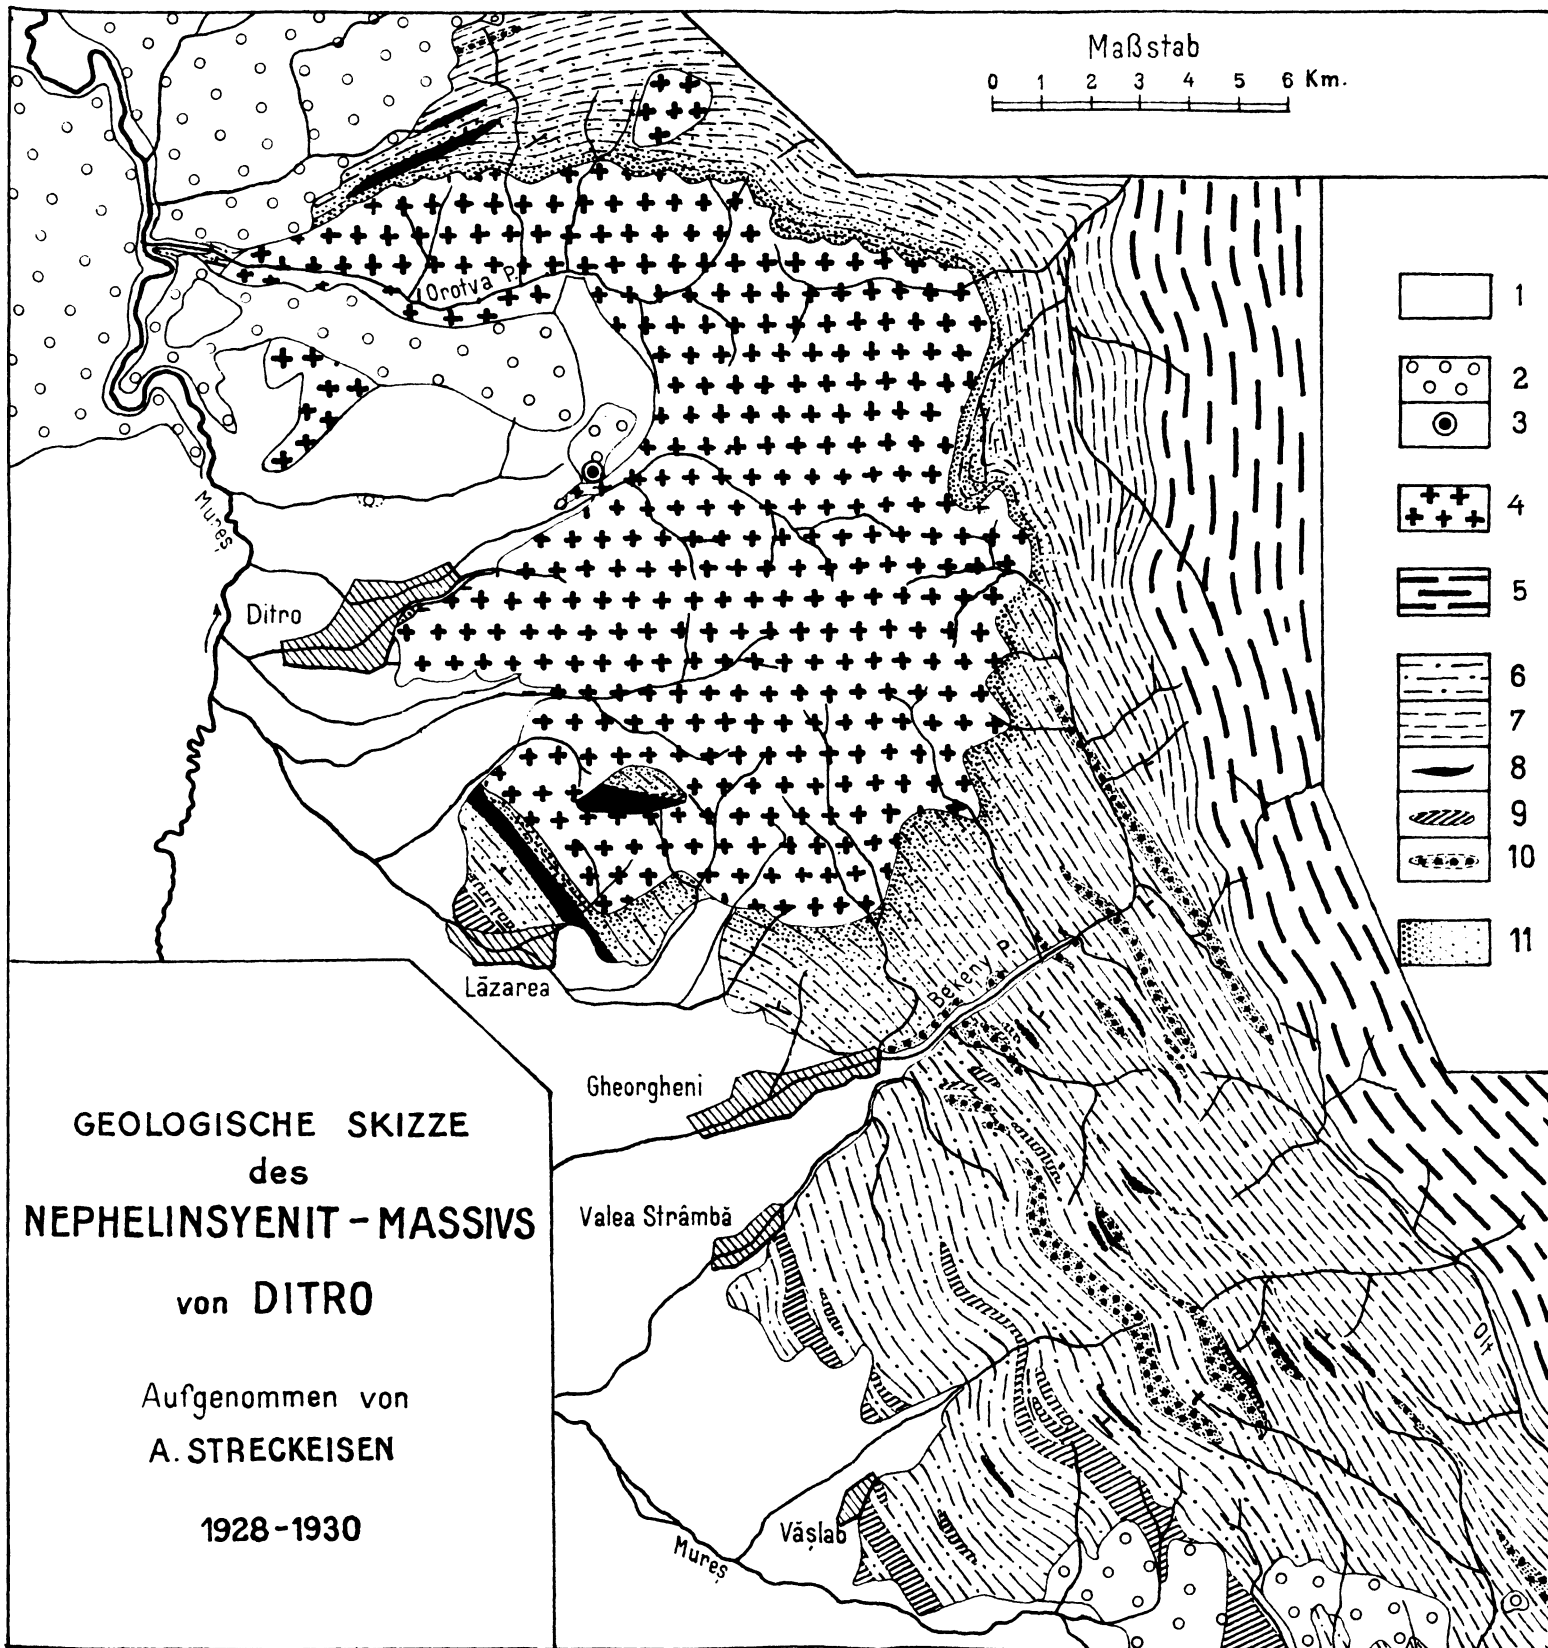 Maßstab
0 1 2 3 4 5 6 Km.
Orotva P.
1
2
3
4
5
6
7
8
9
10
11
Mureș
Ditro
Lăzarea
Bekeny P.
Gheorgheni
Valea Strâmbă
Olt
Vășlab
Mureș
GEOLOGISCHE SKIZZE
des
NEPHELINSYENIT-MASSIVS
von DITRO
Aufgenommen von
A. STRECKEISEN
1928-1930